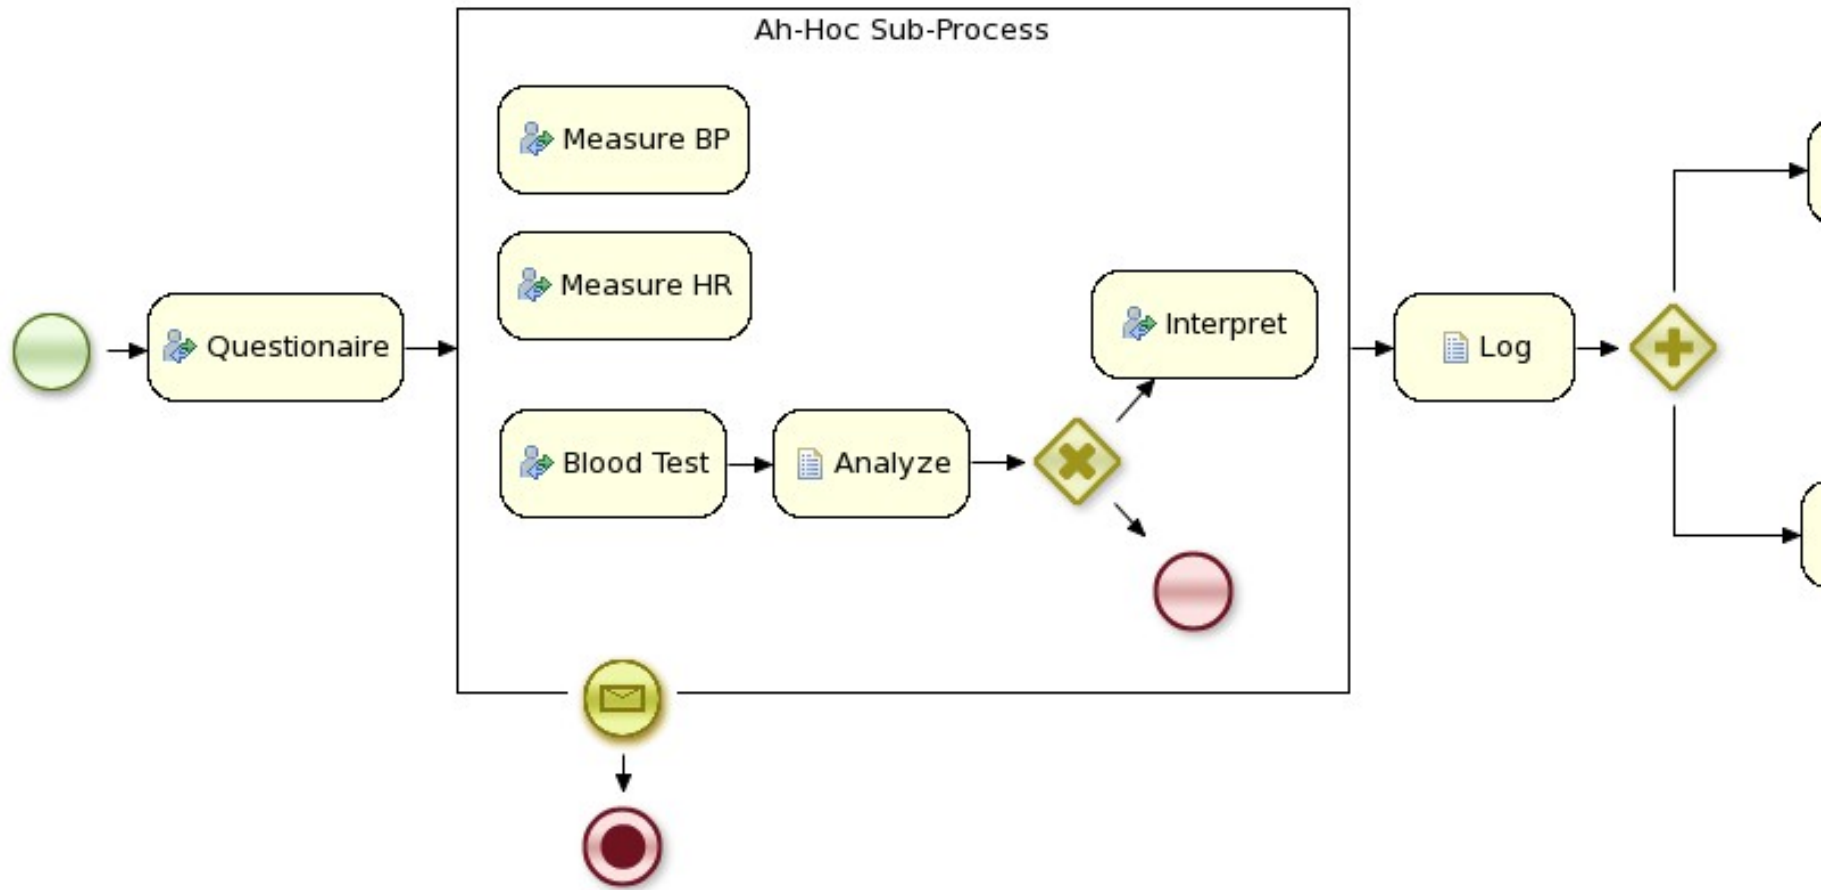 Ah-Hoc Sub-Process
Measure BP
Measure HR
Questionaire
Interpret
Log
Blood Test
Analyze